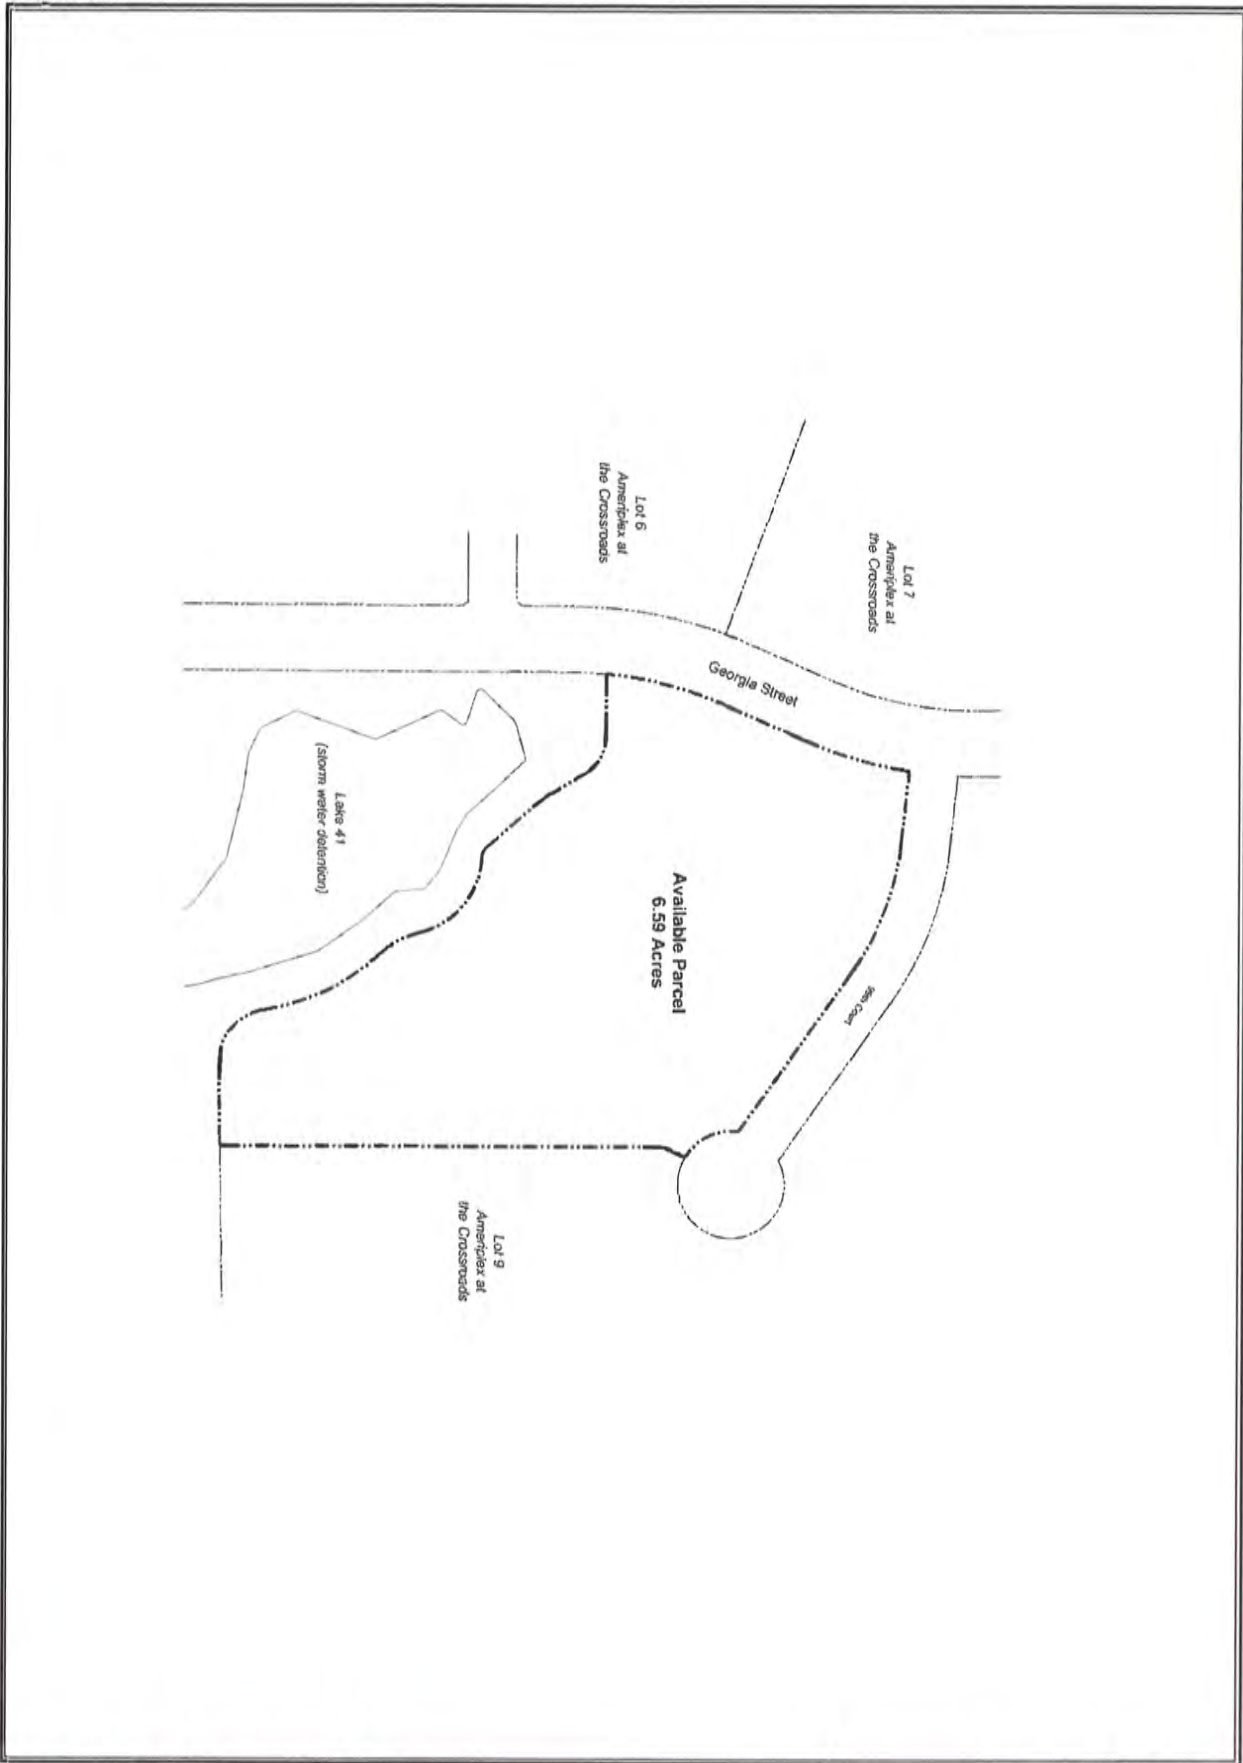 Lot 7
Ameriplex at
the Crossroads
Lot 6
Ameriplex at
the Crossroads
Georgia Street
Court
Available Parcel
6.59 Acres
Lake 41
(storm water detention)
Lot 9
Ameriplex at
the Crossroads